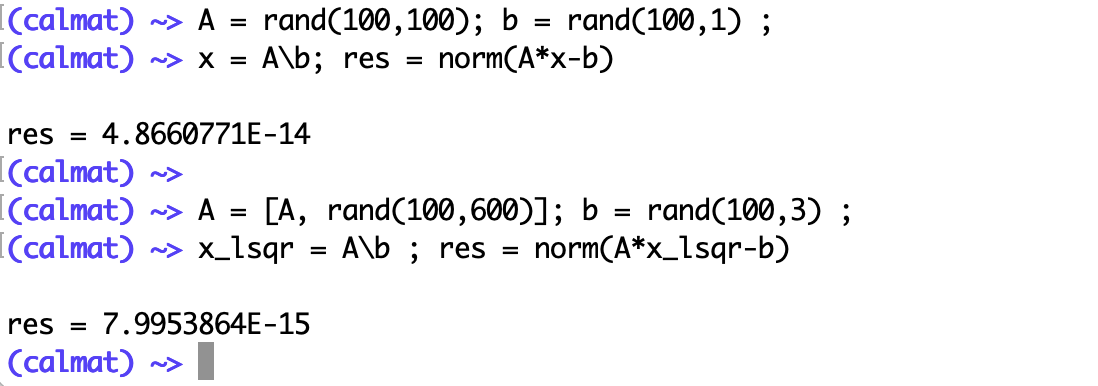 (calmat) ~> A = rand(100,100); b = rand(100,1) ;
(calmat) ~> x = A\b; res = norm(A*x-b)
res = 4.8660771E-14
(calmat) ~>
(calmat) ~> A = [A, rand(100,600)]; b = rand(100,3) ;
(calmat) ~> x_lsqr = A\b ; res = norm(A*x_lsqr-b)
res = 7.9953864E-15
(calmat) ~>